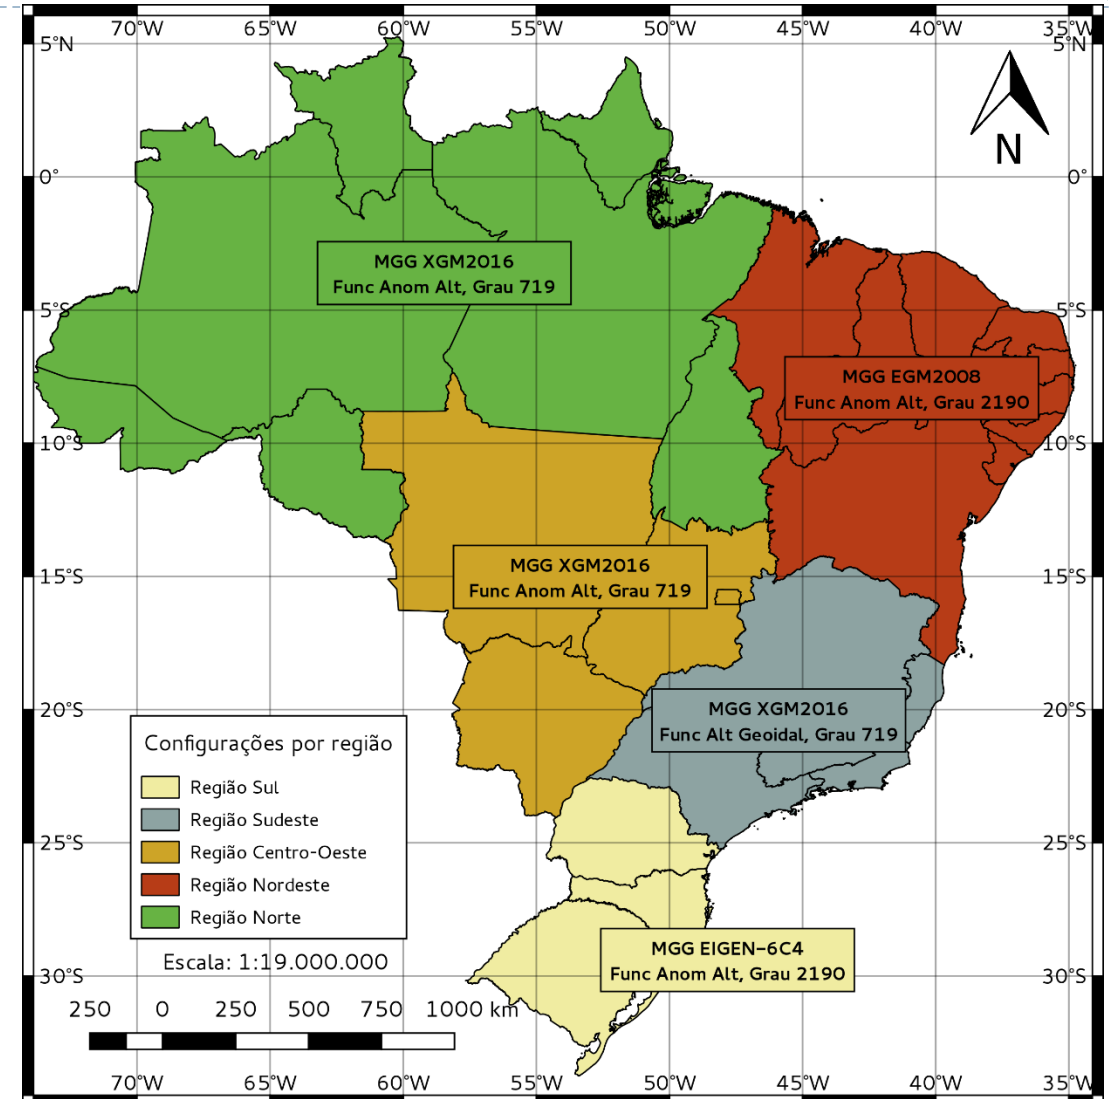 70°W 65°W 60°W 55°W 50°W 45°W 40°W 35°W
5°N 5°N
N
0° 0°
MGG XGM2016
Func Anom Alt, Grau 719
5°S 5°S
MGG EGM2008
Func Anom Alt, Grau 2190
10°S 10°S
MGG XGM2016
Func Anom Alt, Grau 719
15°S 15°S
MGG XGM2016
Func Alt Geoidal, Grau 719
20°S 20°S
Configurações por região
Região Sul
Região Sudeste
Região Centro-Oeste
Região Nordeste
Região Norte
25°S 25°S
MGG EIGEN-6C4
Func Anom Alt, Grau 2190
Escala: 1:19.000.000
30°S 30°S
250 0 250 500 750 1000 km
70°W 65°W 60°W 55°W 50°W 45°W 40°W 35°W